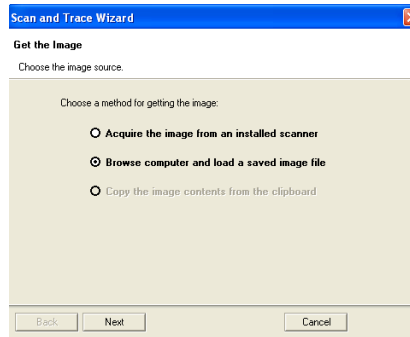 Scan and Trace Wizard
Get the Image
Choose the image source.
Choose a method for getting the image:
Acquire the image from an installed scanner
Browse computer and load a saved image file
Copy the image contents from the clipboard
Back Next Cancel